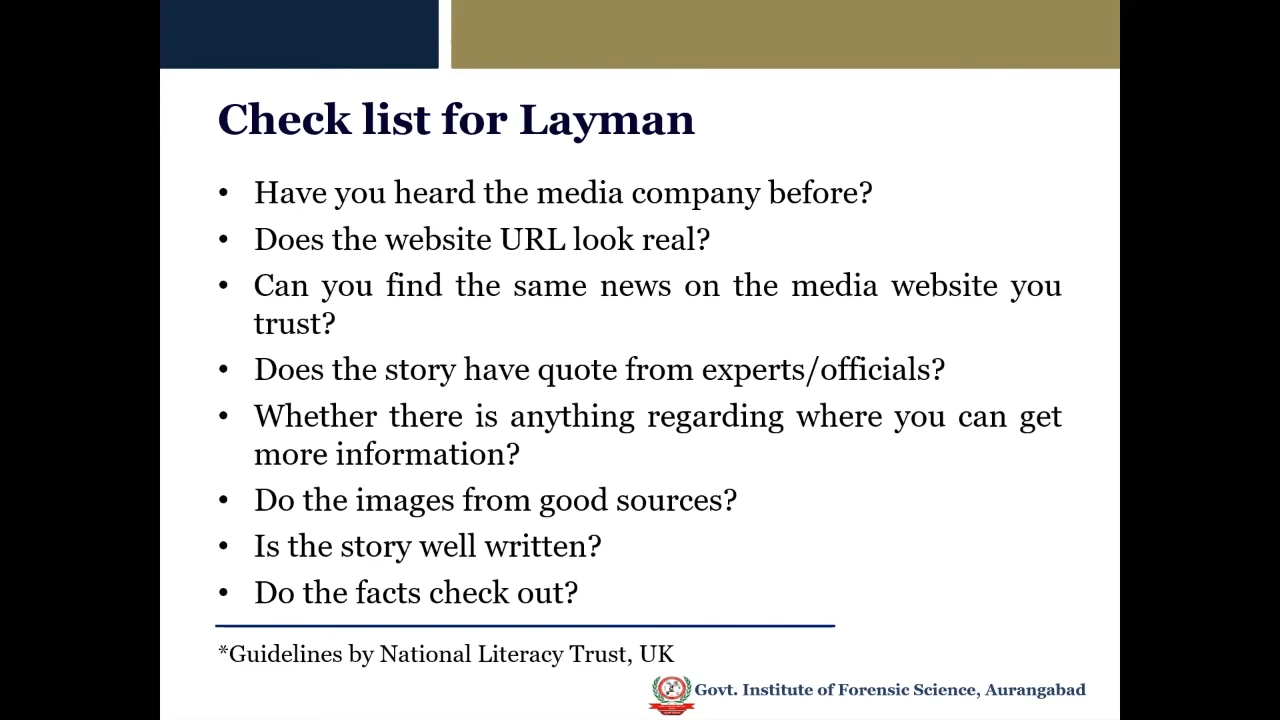 Check list for Layman
• Have you heard the media company before?
• Does the website URL look real?
• Can you find the same news on the media website you
trust?
• Does the story have quote from experts/officials?
• Whether there is anything regarding where you can get
more information?
• Do the images from good sources?
• Is the story well written?
• Do the facts check out?
*Guidelines by National Literacy Trust, UK
Govt. Institute of Forensic Science, Aurangabad